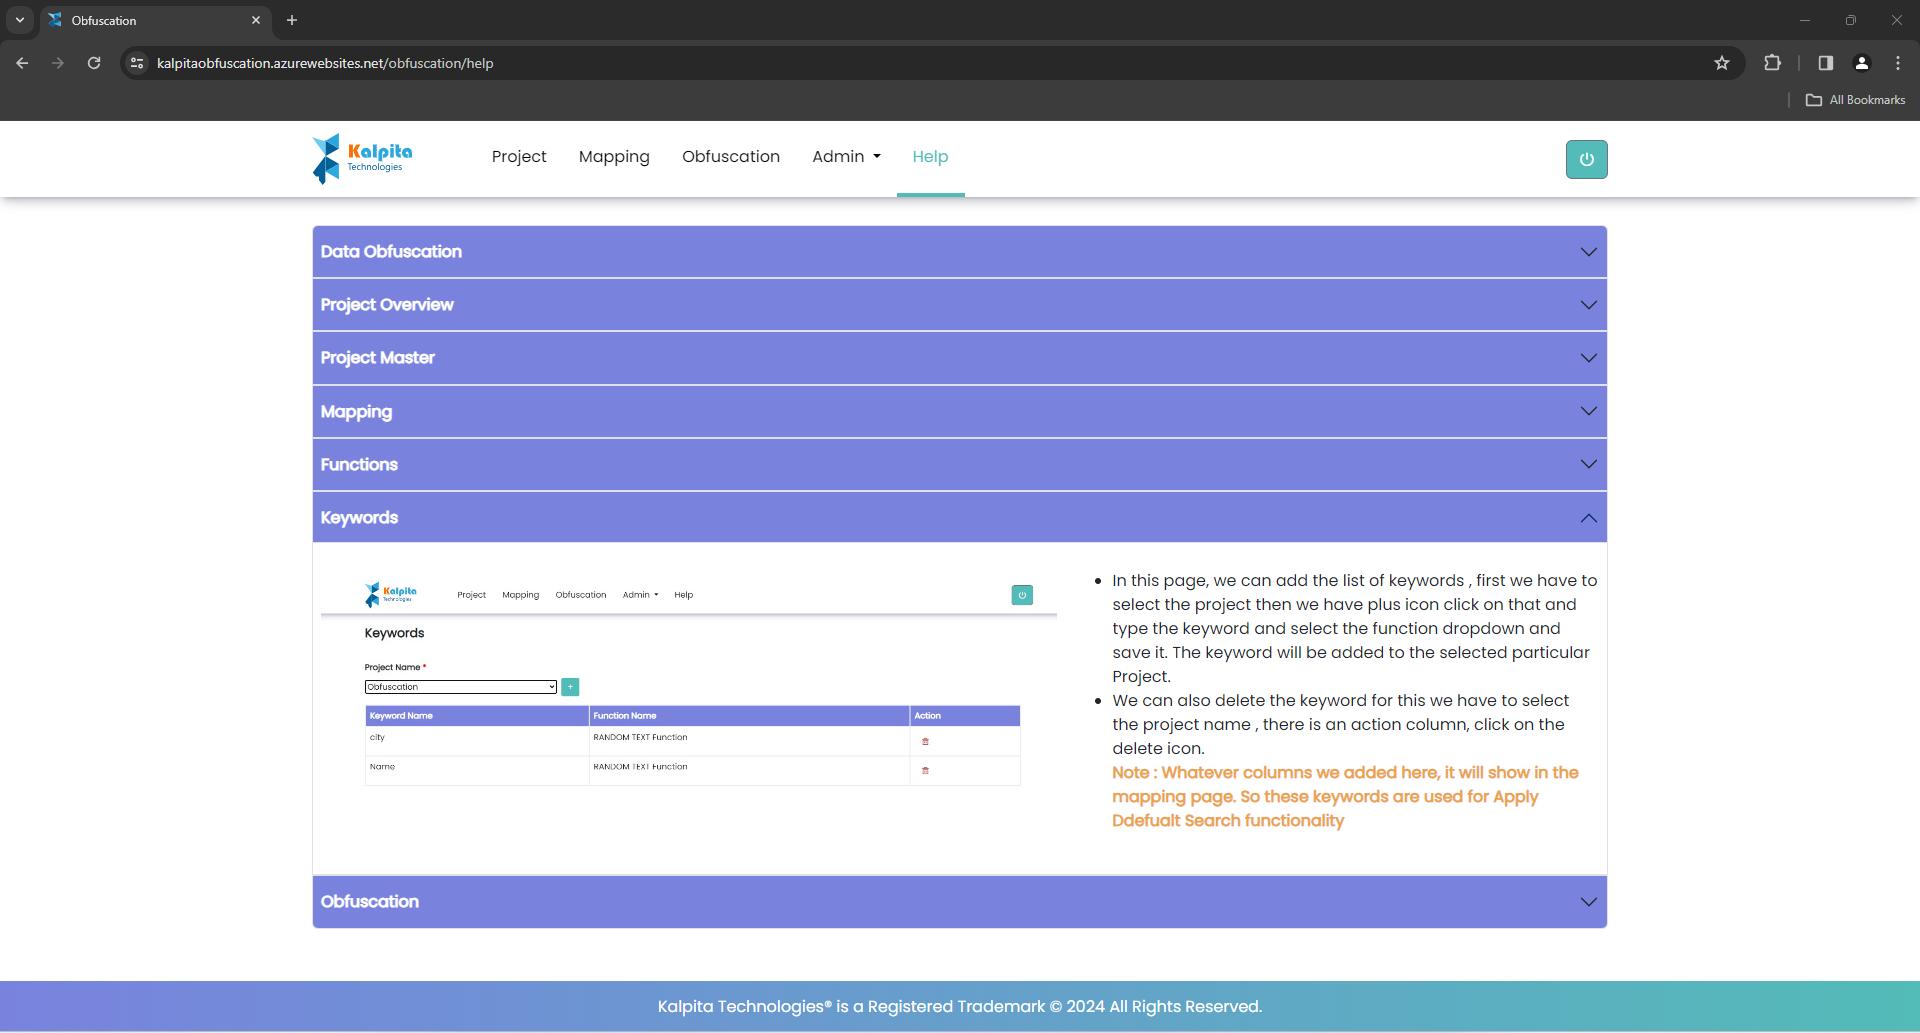 Obfuscation
kalpitaobfuscation.azurewebsites.net/obfuscation/help
All Bookmarks
Kalpita
Technologies
Project
Mapping
Obfuscation
Admin
Help
Data Obfuscation
Project Overview
Project Master
Mapping
Functions
Keywords
Kalpita
Technologies
Project
Mapping
Obfuscation
Admin
Help
Keywords
Project Name *
Obfuscation
+
Keyword Name
Function Name
Action
city
RANDOM TEXT Function
Name
RANDOM TEXT Function
In this page, we can add the list of keywords , first we have to
select the project then we have plus icon click on that and
type the keyword and select the function dropdown and
save it. The keyword will be added to the selected particular
Project.
We can also delete the keyword for this we have to select
the project name , there is an action column, click on the
delete icon.
Note : Whatever columns we added here, it will show in the
mapping page. So these keywords are used for Apply
Ddefualt Search functionality
Obfuscation
Kalpita Technologies® is a Registered Trademark © 2024 All Rights Reserved.